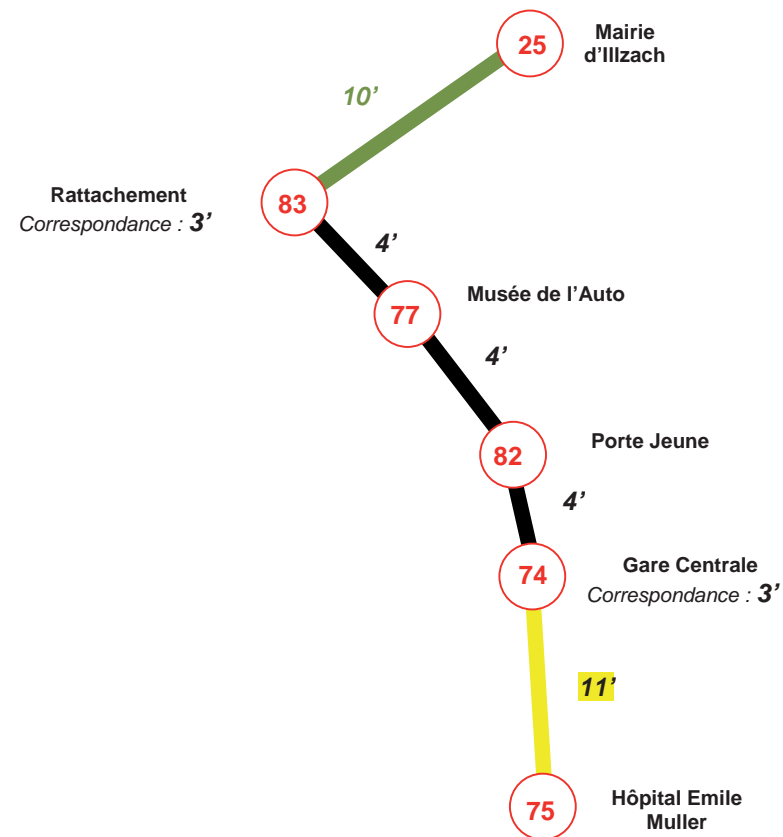 25
Mairie
d’Illzach
10’
Rattachement
Correspondance : 3’
83
4’
77
Musée de l’Auto
4’
82
Porte Jeune
4’
74
Gare Centrale
Correspondance : 3’
11’
75
Hôpital Emile
Muller